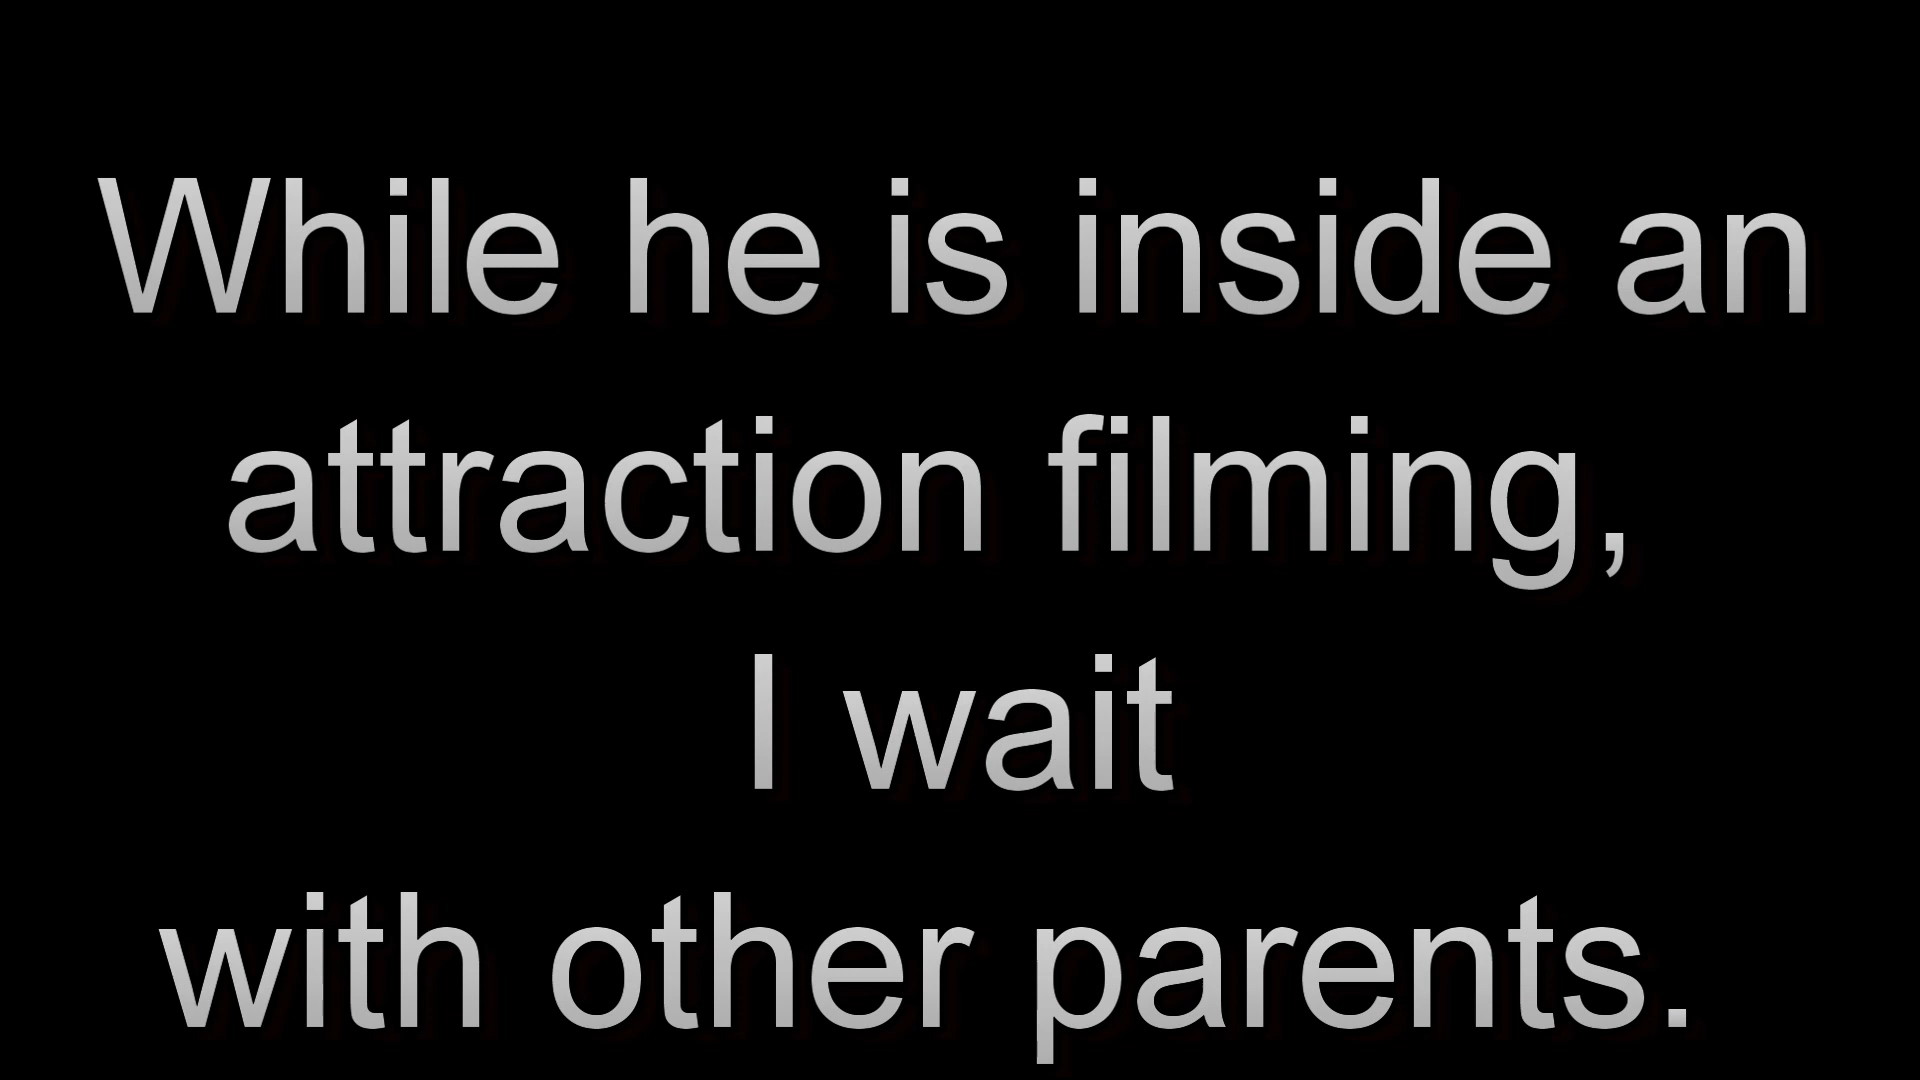 While he is inside an
attraction filming,
I wait
with other parents.